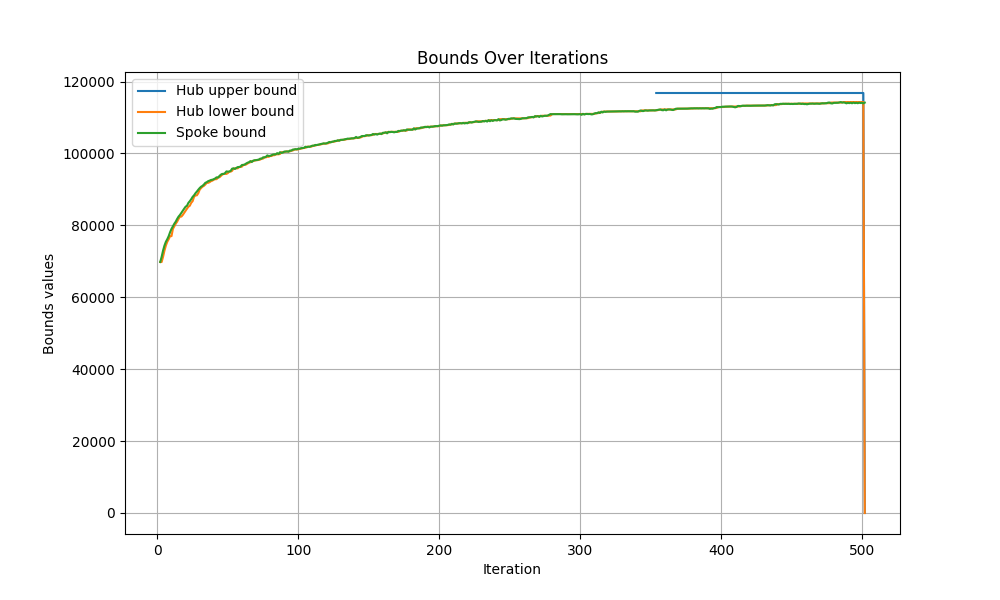 Bounds Over Iterations
Hub upper bound
Hub lower bound
Spoke bound
120000
100000
80000
60000
40000
20000
0
Bounds values
0 100 200 300 400 500
Iteration